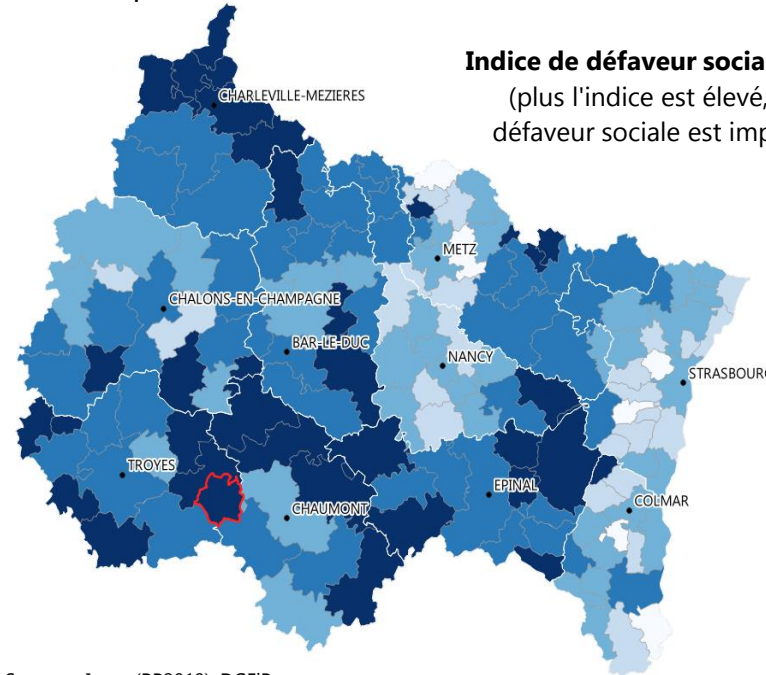 Indice de défaveur socia
(plus l'indice est élevé,
défaveur sociale est imp
CHARLEVILLE-MEZIERES
METZ
CHALONS-EN-CHAMPAGNE
BAR-LE-DUC
NANCY
STRASBOURG
TROYES
EPINAL
CHAUMONT
COLMAR